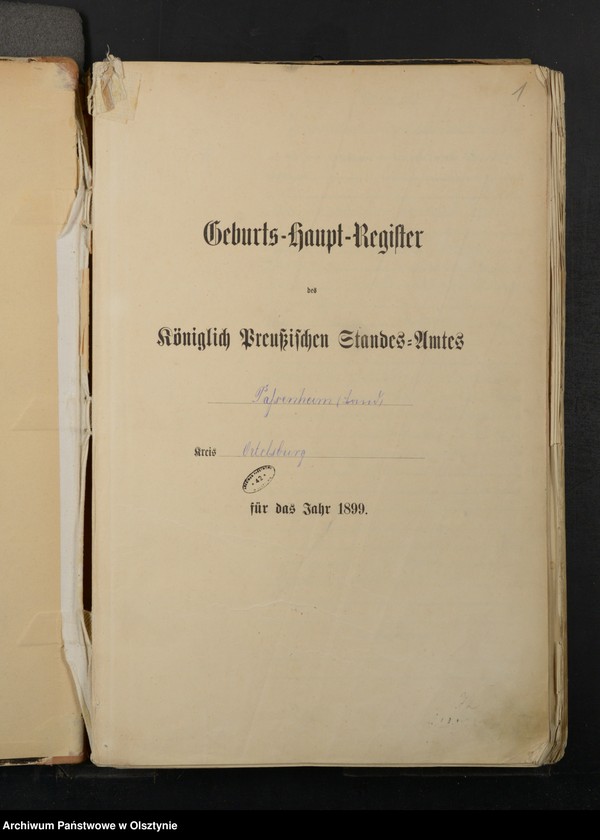 1
Geburts-Haupt-Register
des
Königlich Preußischen Standes-Amtes
Passenheim (Land)
Kreis Ortelsburg
für das Jahr 1899.
Archiwum Państwowe w Olsztynie